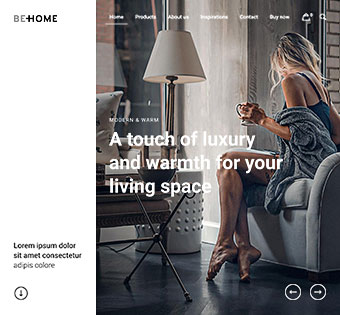 BE HOME
Home Products About us Inspirations Contact Buy now 0
MODERN & WARM
A touch of luxury
and warmth for your
living space
Lorem ipsum dolor
sit amet consectetur
adipis colore